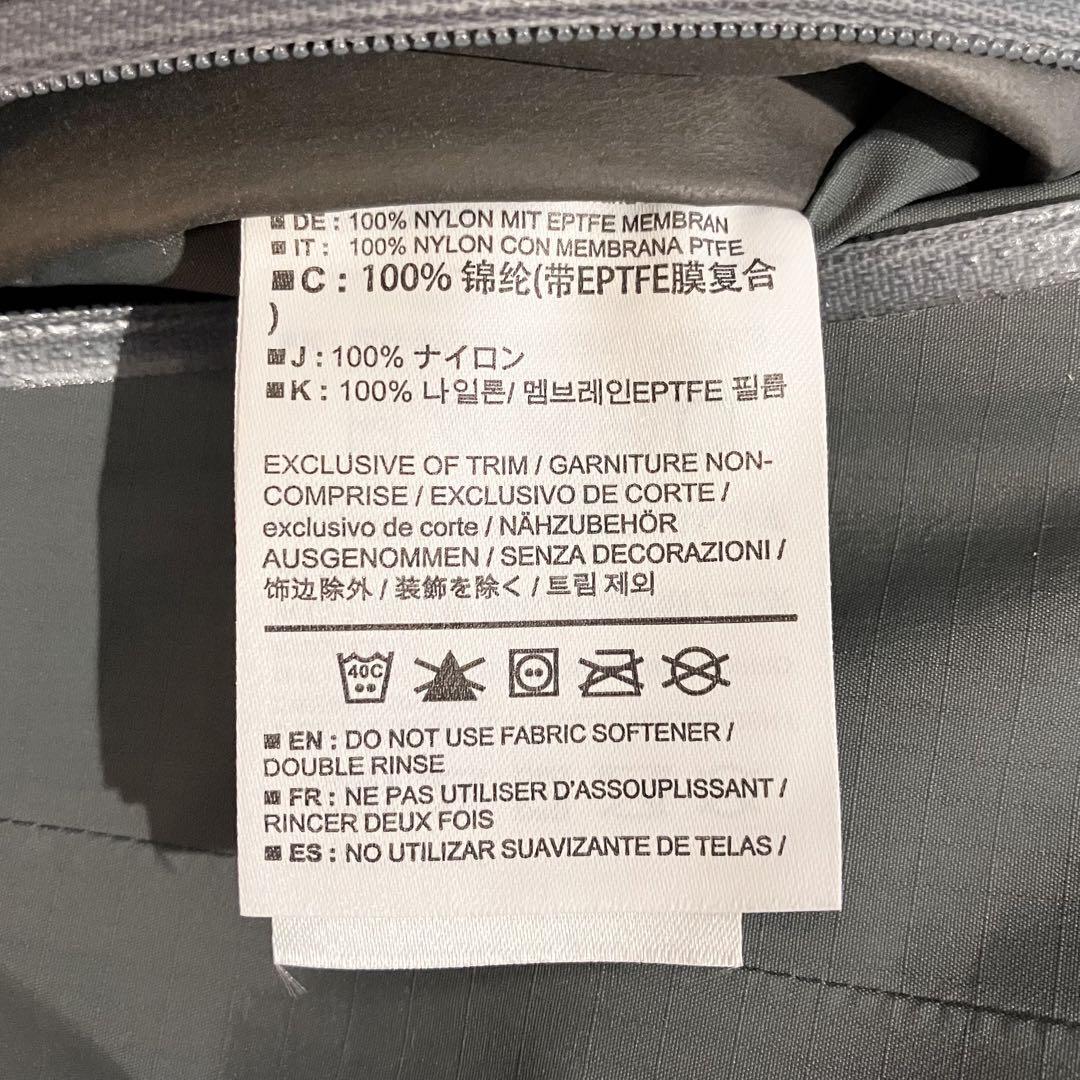 DE : 100% NYLON MIT EPTFE MEMBRAN
IT : 100% NYLON CON MEMBRANA PTFE
C : 100% 锦纶(带EPTFE膜复合
)
J : 100% ナイロン
K : 100% 나일론/ 멤브레인EPTFE 필름
EXCLUSIVE OF TRIM / GARNITURE NON-
COMPRISE / EXCLUSIVO DE CORTE /
exclusivo de corte / NÄHZUBEHÖR
AUSGENOMMEN / SENZA DECORAZIONI /
饰边除外 / 装飾を除く / 트림 제외
40C
EN : DO NOT USE FABRIC SOFTENER /
DOUBLE RINSE
FR : NE PAS UTILISER D'ASSOUPLISSANT /
RINCER DEUX FOIS
ES : NO UTILIZAR SUAVIZANTE DE TELAS /